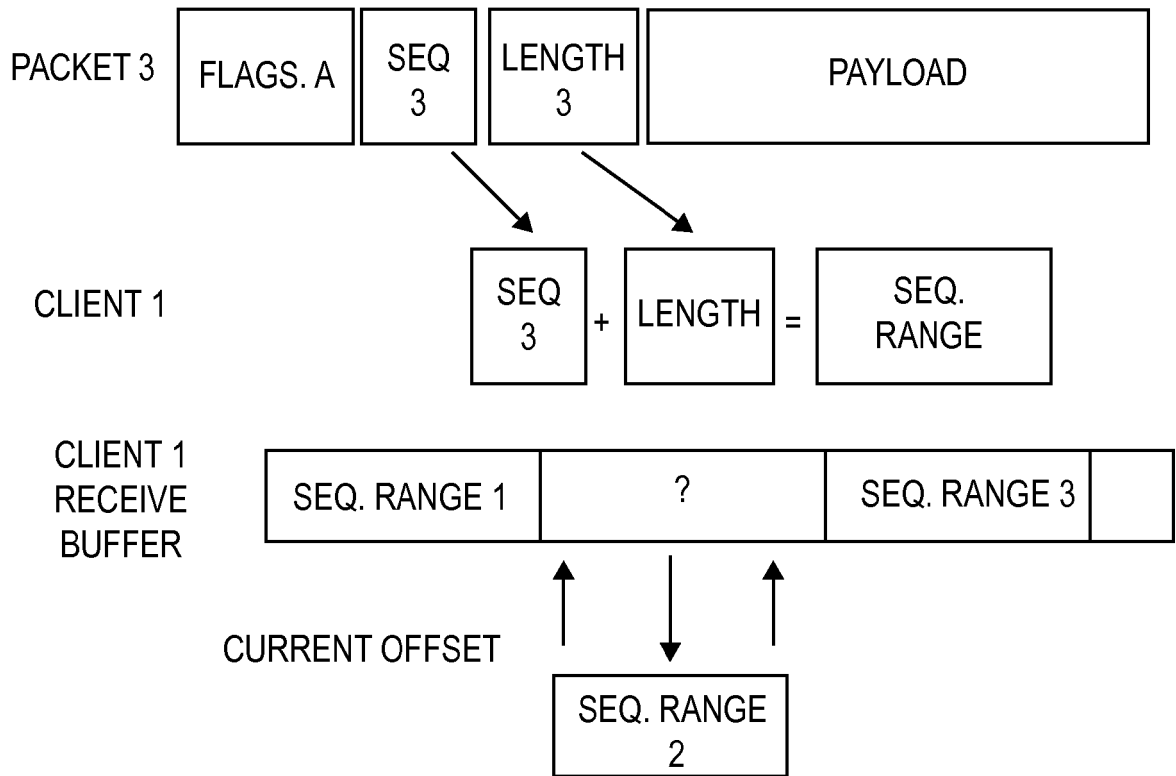 PACKET 3
FLAGS. A
SEQ
3
LENGTH
3
PAYLOAD
CLIENT 1
SEQ
3
+
LENGTH
=
SEQ.
RANGE
CLIENT 1
RECEIVE
BUFFER
SEQ. RANGE 1
?
SEQ. RANGE 3
CURRENT OFFSET
SEQ. RANGE
2